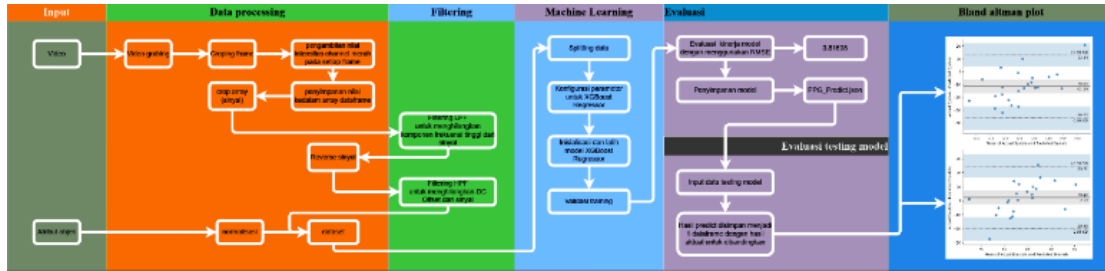 Input
Data processing
Filtering
Machine Learning
Evaluasi
Bland altman plot
Video
Video grabing
Croping frame
pengambilan nilai
intensitas channel merah
pada setiap frame
crop array
(sinyal)
penyimpanan nilai
kedalam array dataframe
Filtering LPF
untuk menghilangkan
komponen frekuensi tinggi dari
sinyal
Reverse sinyal
Filtering HPF
untuk menghilangkan DC
Offset dari sinyal
Atribut objek
normalisasi
dataset
Splitting data
Konfigurasi parameter
untuk XGBoost
Regressor
Inisialisasi dan latih
model XGBoost
Regressor
Validasi training
Evaluasi kinerja model
dengan menggunakan RMSE
Penyimpanan model
PPG_Predict.json
Evaluasi testing model
Input data testing model
Hasil predict disimpan menjadi
1 dataframe dengan hasil
aktual untuk dibandingkan